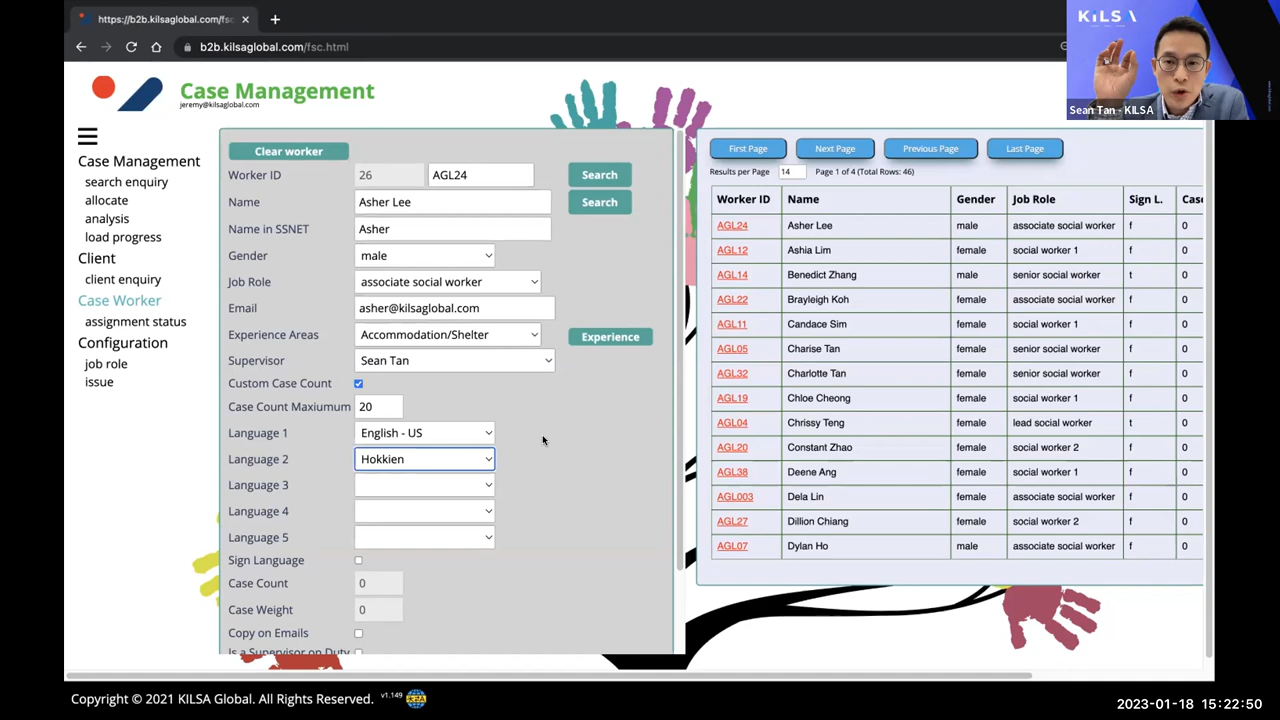 https://b2b.kilsaglobal.com/fsc
b2b.kilsaglobal.com/fsc.html
KiLSA
Sean Tan - KILSA
Case Management
jeremy@kilsaglobal.com
Case Management
search enquiry
allocate
analysis
load progress
Client
client enquiry
Case Worker
assignment status
Configuration
job role
issue
Clear worker
Worker ID 26 AGL24 Search
Name Asher Lee Search
Name in SSNET Asher
Gender male
Job Role associate social worker
Email asher@kilsaglobal.com
Experience Areas Accommodation/Shelter Experience
Supervisor Sean Tan
Custom Case Count
Case Count Maxiumum 20
Language 1 English - US
Language 2 Hokkien
Language 3
Language 4
Language 5
Sign Language
Case Count 0
Case Weight 0
Copy on Emails
Is a Supervisor on Duty
First Page Next Page Previous Page Last Page
Results per Page 14 Page 1 of 4 (Total Rows: 46)
Worker ID Name Gender Job Role Sign L. Case
AGL24 Asher Lee male associate social worker f 0
AGL12 Ashia Lim female social worker 1 f 0
AGL14 Benedict Zhang male senior social worker t 0
AGL22 Brayleigh Koh female associate social worker f 0
AGL11 Candace Sim female social worker 1 f 0
AGL05 Charise Tan female senior social worker f 0
AGL32 Charlotte Tan female senior social worker f 0
AGL19 Chloe Cheong female social worker 1 f 0
AGL04 Chrissy Teng female lead social worker t 0
AGL20 Constant Zhao female social worker 2 f 0
AGL38 Deene Ang female social worker 1 f 0
AGL003 Dela Lin female associate social worker f 0
AGL27 Dillion Chiang female social worker 2 f 0
AGL07 Dylan Ho male associate social worker f 0
Copyright © 2021 KILSA Global. All Rights Reserved. v1.149
2023-01-18 15:22:50